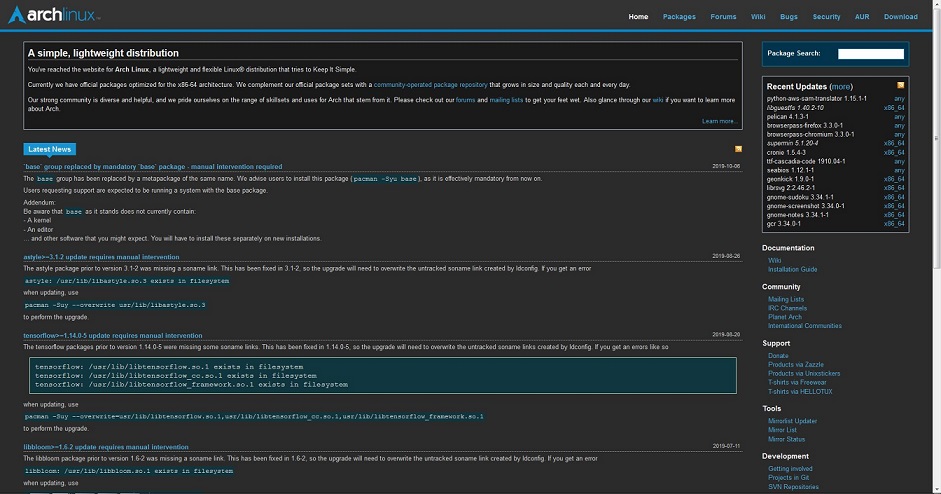 archlinux
Home Packages Forums Wiki Bugs Security AUR Download
A simple, lightweight distribution
You've reached the website for Arch Linux, a lightweight and flexible Linux® distribution that tries to Keep It Simple.
Currently we have official packages optimized for the x86-64 architecture. We complement our official package sets with a community-operated package repository that grows in size and quality each and every day.
Our strong community is diverse and helpful, and we pride ourselves on the range of skillsets and uses for Arch that stem from it. Please check out our forums and mailing lists to get your feet wet. Also glance through our wiki if you want to learn more
about Arch.
Learn more...
Latest News
`base` group replaced by mandatory `base` package - manual intervention required 2019-10-06
The base group has been replaced by a metapackage of the same name. We advise users to install this package (pacman -Syu base), as it is effectively mandatory from now on.
Users requesting support are expected to be running a system with the base package.
Addendum:
Be aware that base as it stands does not currently contain:
- A kernel
- An editor
... and other software that you might expect. You will have to install these separately on new installations.
astyle>=3.1.2 update requires manual intervention 2019-08-26
The astyle package prior to version 3.1-2 was missing a soname link. This has been fixed in 3.1-2, so the upgrade will need to overwrite the untracked soname link created by ldconfig. If you get an error
astyle: /usr/lib/libastyle.so.3 exists in filesystem
when updating, use
pacman -Suy --overwrite usr/lib/libastyle.so.3
to perform the upgrade.
tensorflow>=1.14.0-5 update requires manual intervention 2019-08-20
The tensorflow packages prior to version 1.14.0-5 were missing some soname links. This has been fixed in 1.14.0-5, so the upgrade will need to overwrite the untracked soname links created by ldconfig. If you get an errors like so
tensorflow: /usr/lib/libtensorflow.so.1 exists in filesystem
tensorflow: /usr/lib/libtensorflow_cc.so.1 exists in filesystem
tensorflow: /usr/lib/libtensorflow_framework.so.1 exists in filesystem
when updating, use
pacman -Suy --overwrite=usr/lib/libtensorflow.so.1,usr/lib/libtensorflow_cc.so.1,usr/lib/libtensorflow_framework.so.1
to perform the upgrade.
libbloom>=1.6-2 update requires manual intervention 2019-07-11
The libbloom package prior to version 1.6-2 was missing a soname link. This has been fixed in 1.6-2, so the upgrade will need to overwrite the untracked soname link created by ldconfig. If you get an error
libbloom: /usr/lib/libbloom.so.1 exists in filesystem
when updating, use
Package Search:
Recent Updates (more)
python-aws-sam-translator 1.15.1-1 any
libguestfs 1.40.2-10 x86_64
pelican 4.1.3-1 any
browserpass-firefox 3.3.0-1 any
browserpass-chromium 3.3.0-1 any
supermin 5.1.20-4 x86_64
cronie 1.5.4-3 x86_64
ttf-cascadia-code 1910.04-1 any
seabios 1.12.1-1 any
geonkick 1.9.0-1 x86_64
librsvg 2:2.46.2-1 x86_64
gnome-sudoku 3.34.1-1 x86_64
gnome-screenshot 3.34.0-1 x86_64
gnome-notes 3.34.1-1 x86_64
gcr 3.34.0-1 x86_64
Documentation
Wiki
Installation Guide
Community
Mailing Lists
IRC Channels
Planet Arch
International Communities
Support
Donate
Products via Zazzle
Products via Unixstickers
T-shirts via Freewear
T-shirts via HELLOTUX
Tools
Mirrorlist Updater
Mirror List
Mirror Status
Development
Getting involved
Projects in Git
SVN Repositories